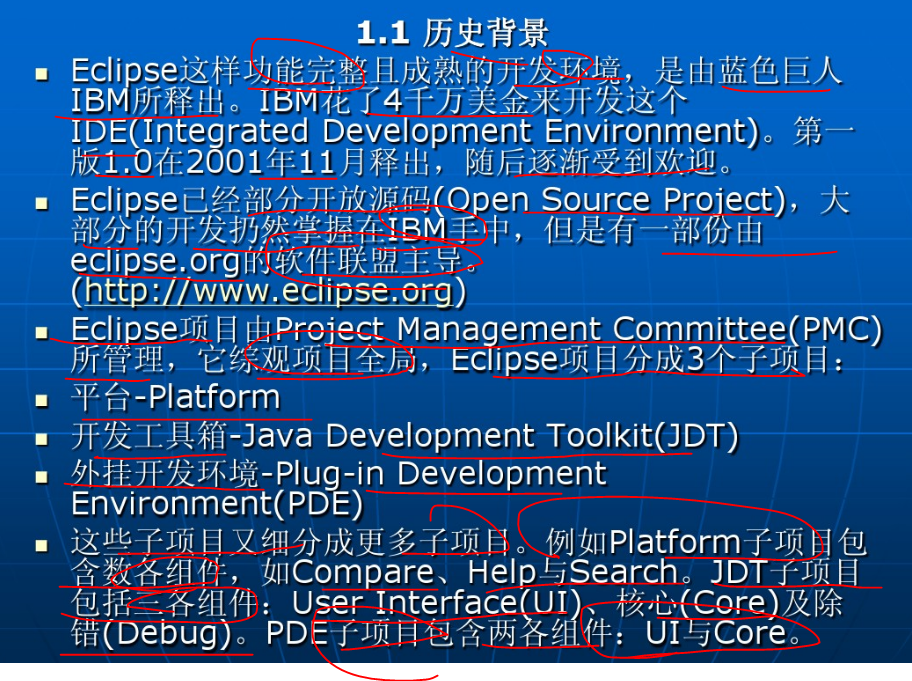 1.1 历史背景
Eclipse这样功能完整且成熟的开发环境，是由蓝色巨人
IBM所释出。IBM花了4千万美金来开发这个
IDE(Integrated Development Environment)。第一
版1.0在2001年11月释出，随后逐渐受到欢迎。
Eclipse已经部分开放源码(Open Source Project)，大
部分的开发扔然掌握在IBM手中，但是有一部份由
eclipse.org的软件联盟主导。
(http://www.eclipse.org)
Eclipse项目由Project Management Committee(PMC)
所管理，它综观项目全局，Eclipse项目分成3个子项目：
平台-Platform
开发工具箱-Java Development Toolkit(JDT)
外挂开发环境-Plug-in Development
Environment(PDE)
这些子项目又细分成更多子项目。例如Platform子项目包
含数各组件，如Compare、Help与Search。JDT子项目
包括三各组件：User Interface(UI)、核心(Core)及除
错(Debug)。PDE子项目包含两各组件：UI与Core。